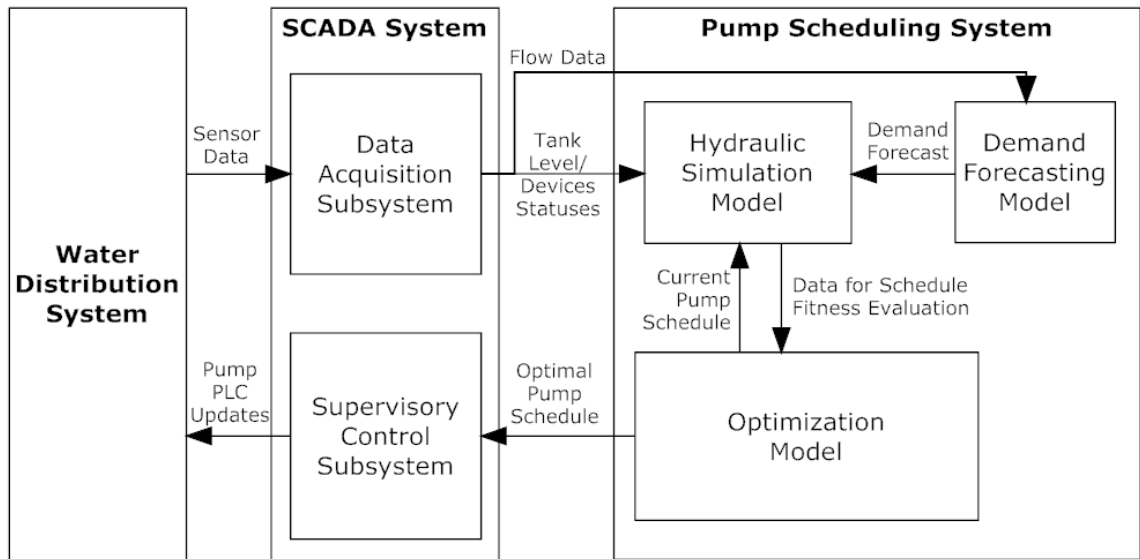 SCADA System
Pump Scheduling System
Flow Data
Sensor
Data
Data
Acquisition
Subsystem
Tank
Level/
Devices
Statuses
Hydraulic
Simulation
Model
Demand
Forecast
Demand
Forecasting
Model
Water
Distribution
System
Current
Pump
Schedule
Data for Schedule
Fitness Evaluation
Pump
PLC
Updates
Supervisory
Control
Subsystem
Optimal
Pump
Schedule
Optimization
Model